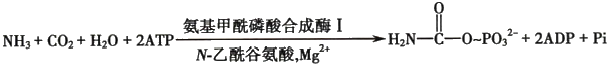 氨基甲酰磷酸合成酶 Ⅰ
O
NH₃ + CO₂ + H₂O + 2ATP ⟶ H₂N—C—O~PO₃²⁻ + 2ADP + Pi
N-乙酰谷氨酸,Mg²⁺